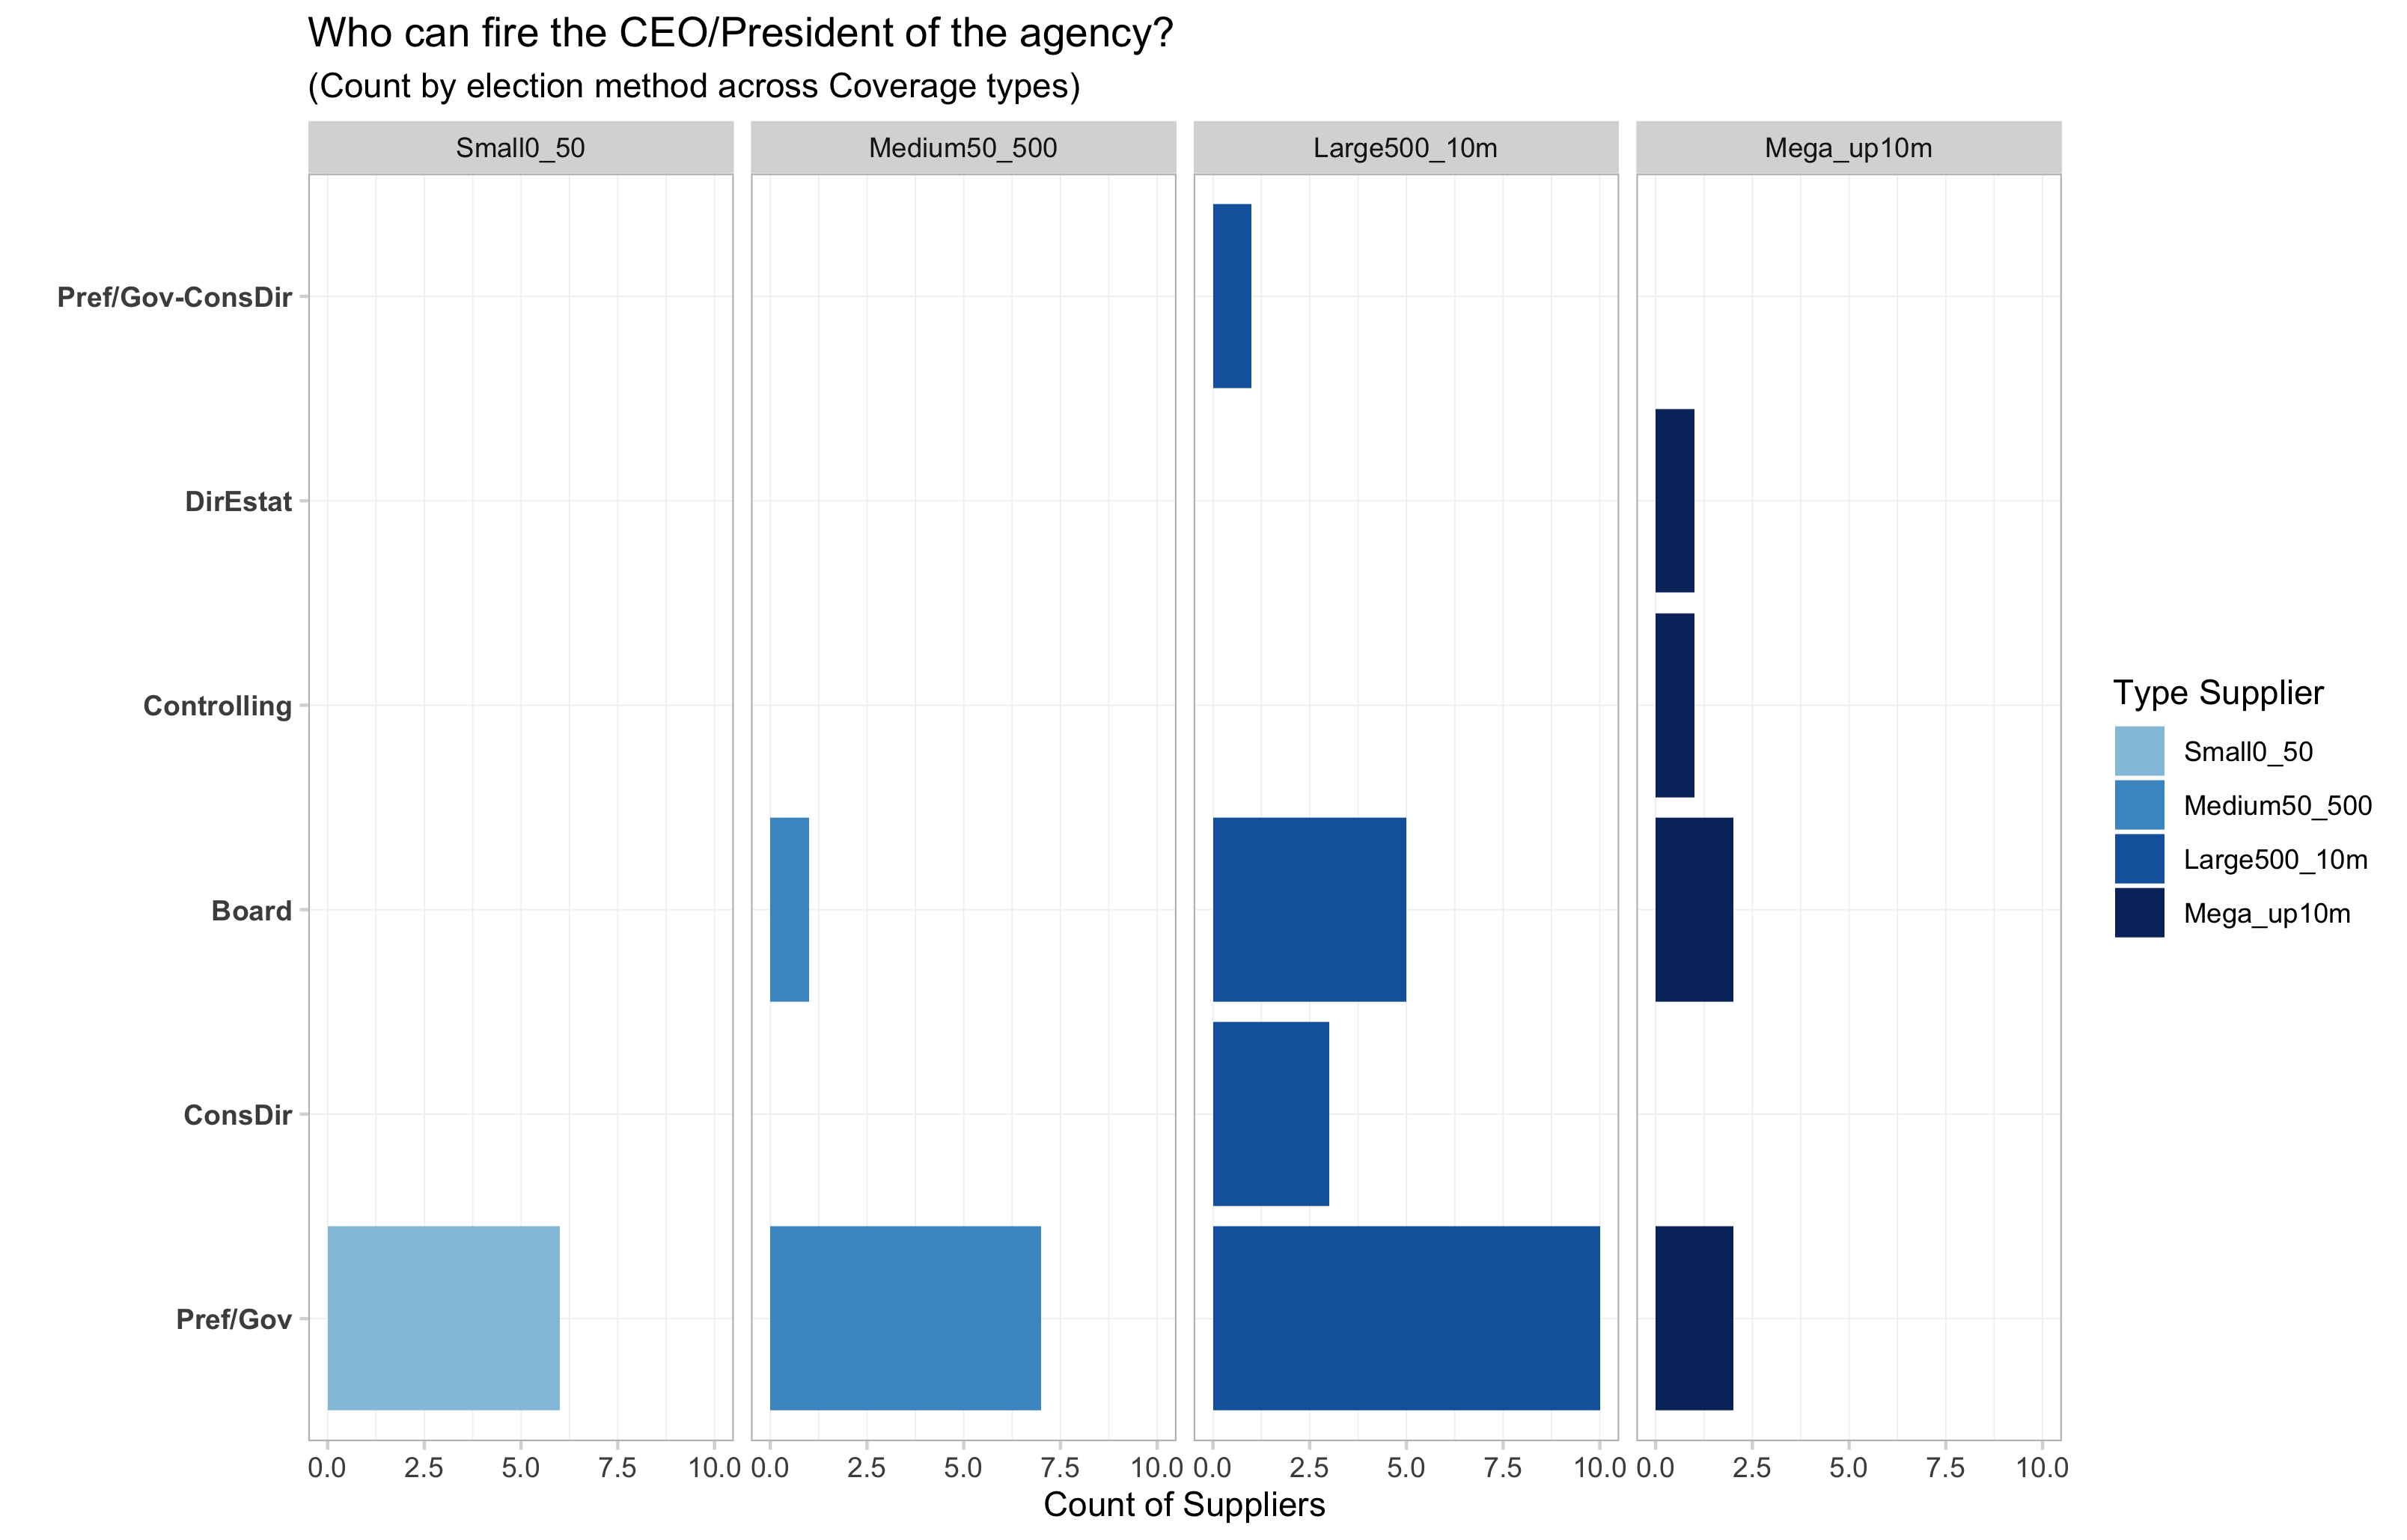 Who can fire the CEO/President of the agency?
(Count by election method across Coverage types)
Small0_50 Medium50_500 Large500_10m Mega_up10m
Pref/Gov-ConsDir
DirEstat
Controlling
Board
ConsDir
Pref/Gov
0.0 2.5 5.0 7.5 10.0 0.0 2.5 5.0 7.5 10.0 0.0 2.5 5.0 7.5 10.0 0.0 2.5 5.0 7.5 10.0
Count of Suppliers
Type Supplier
Small0_50
Medium50_500
Large500_10m
Mega_up10m